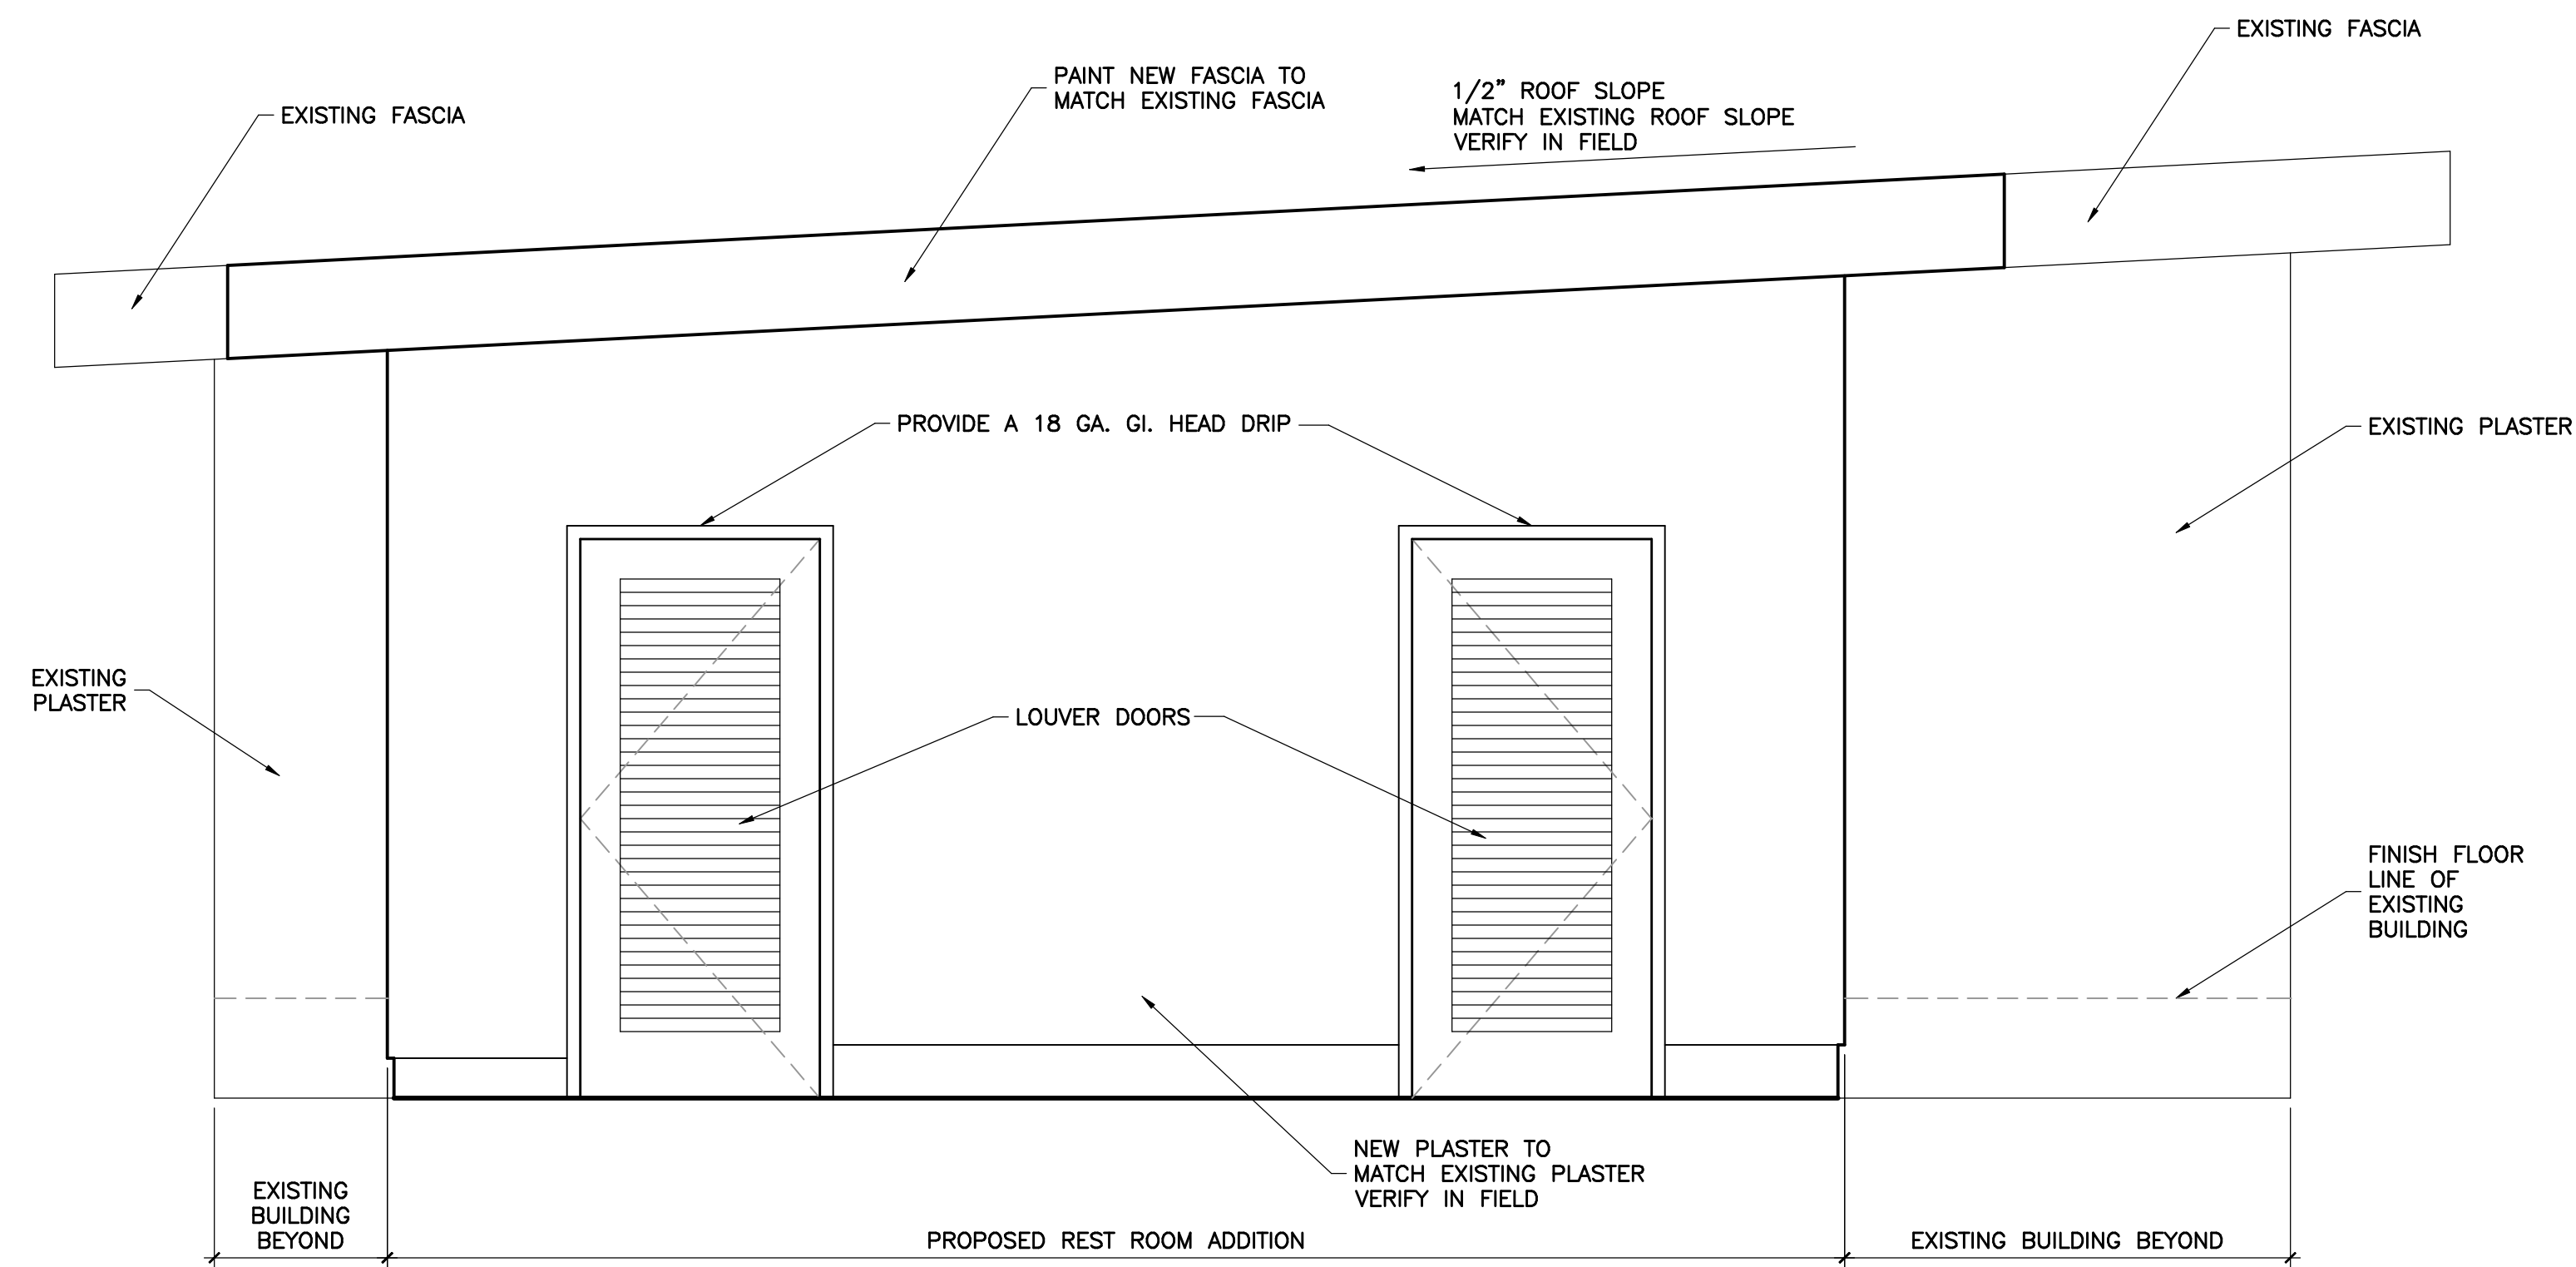 EXISTING FASCIA
PAINT NEW FASCIA TO
MATCH EXISTING FASCIA
1/2" ROOF SLOPE
MATCH EXISTING ROOF SLOPE
VERIFY IN FIELD
EXISTING FASCIA
PROVIDE A 18 GA. GI. HEAD DRIP
EXISTING PLASTER
EXISTING
PLASTER
LOUVER DOORS
FINISH FLOOR
LINE OF
EXISTING
BUILDING
NEW PLASTER TO
MATCH EXISTING PLASTER
VERIFY IN FIELD
EXISTING
BUILDING
BEYOND
PROPOSED REST ROOM ADDITION
EXISTING BUILDING BEYOND